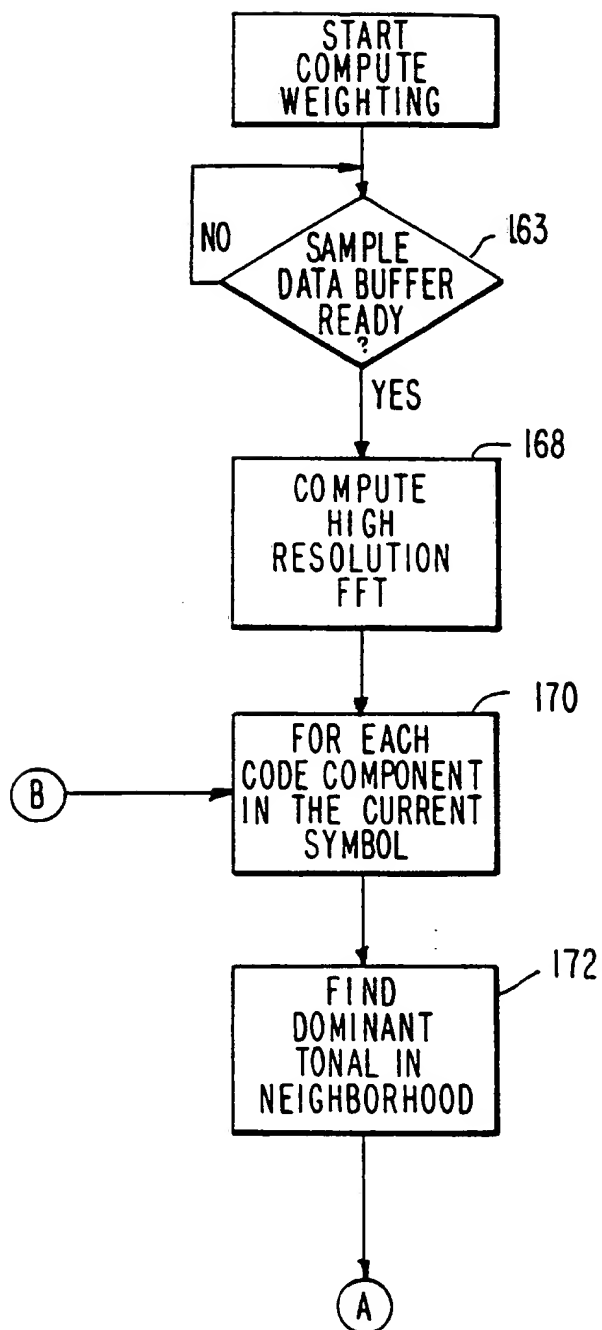 START
COMPUTE
WEIGHTING
NO
163
SAMPLE
DATA BUFFER
READY
?
YES
168
COMPUTE
HIGH
RESOLUTION
FFT
170
B
FOR EACH
CODE COMPONENT
IN THE CURRENT
SYMBOL
172
FIND
DOMINANT
TONAL IN
NEIGHBORHOOD
A